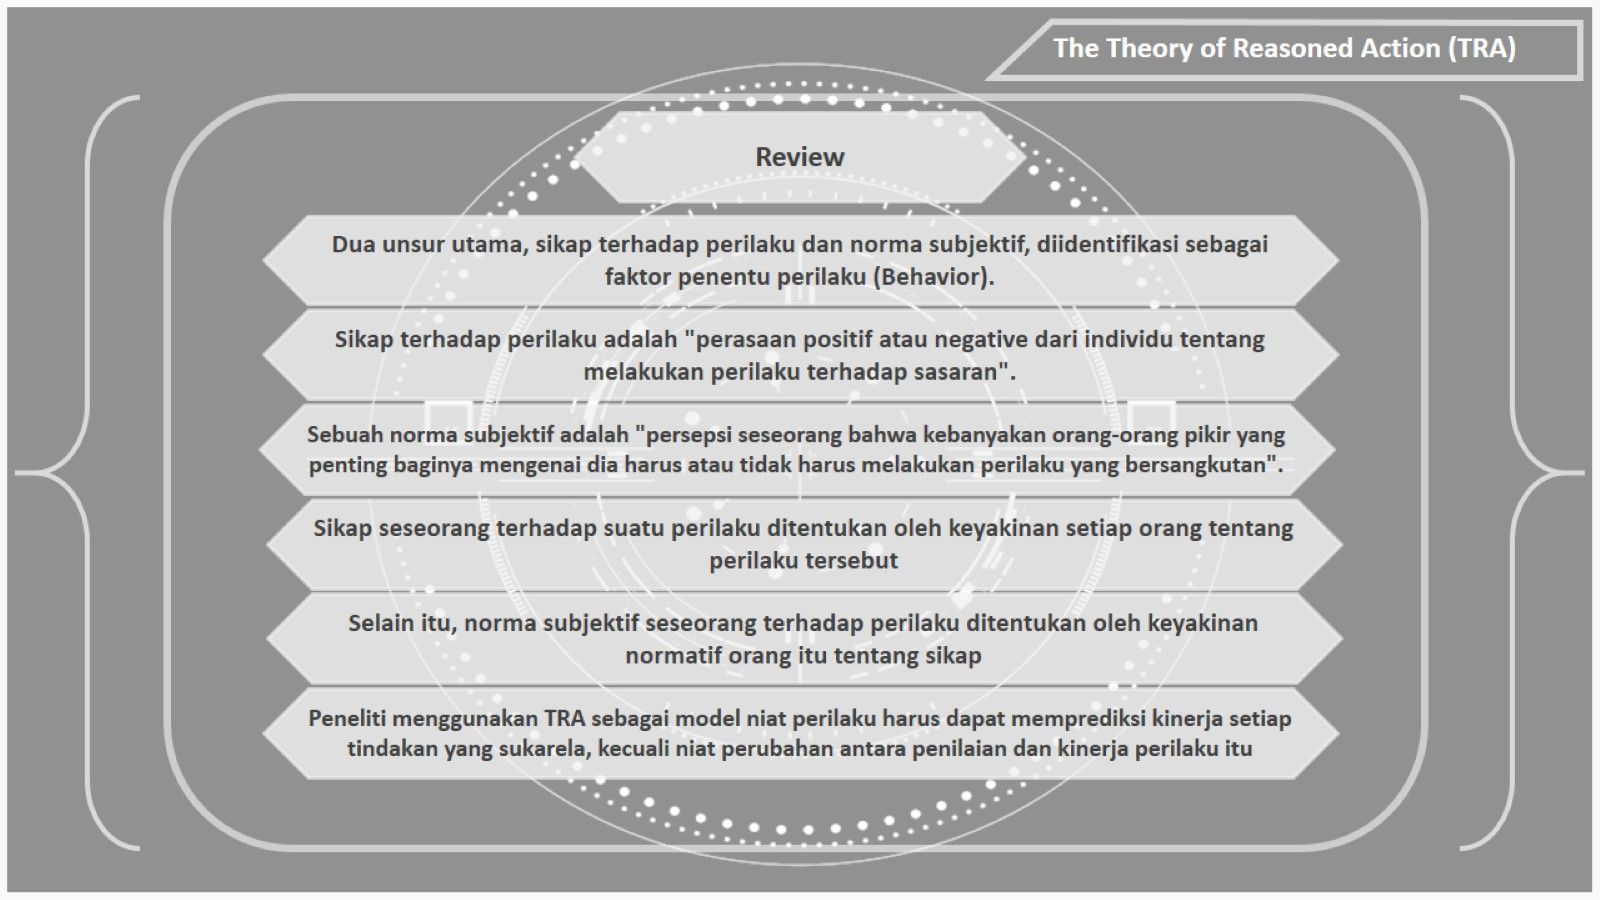 The Theory of Reasoned Action (TRA)
Review
Dua unsur utama, sikap terhadap perilaku dan norma subjektif, diidentifikasi sebagai
faktor penentu perilaku (Behavior).
Sikap terhadap perilaku adalah "perasaan positif atau negative dari individu tentang
melakukan perilaku terhadap sasaran".
Sebuah norma subjektif adalah "persepsi seseorang bahwa kebanyakan orang-orang pikir yang
penting baginya mengenai dia harus atau tidak harus melakukan perilaku yang bersangkutan".
Sikap seseorang terhadap suatu perilaku ditentukan oleh keyakinan setiap orang tentang
perilaku tersebut
Selain itu, norma subjektif seseorang terhadap perilaku ditentukan oleh keyakinan
normatif orang itu tentang sikap
Peneliti menggunakan TRA sebagai model niat perilaku harus dapat memprediksi kinerja setiap
tindakan yang sukarela, kecuali niat perubahan antara penilaian dan kinerja perilaku itu